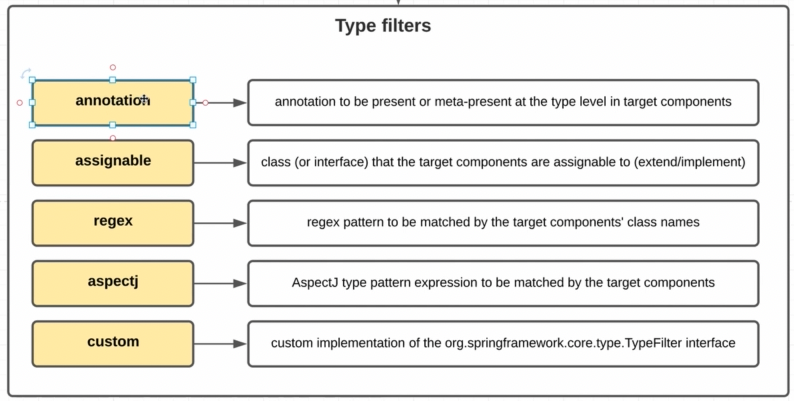 Type filters
annotation
annotation to be present or meta-present at the type level in target components
assignable
class (or interface) that the target components are assignable to (extend/implement)
regex
regex pattern to be matched by the target components' class names
aspectj
AspectJ type pattern expression to be matched by the target components
custom
custom implementation of the org.springframework.core.type.TypeFilter interface